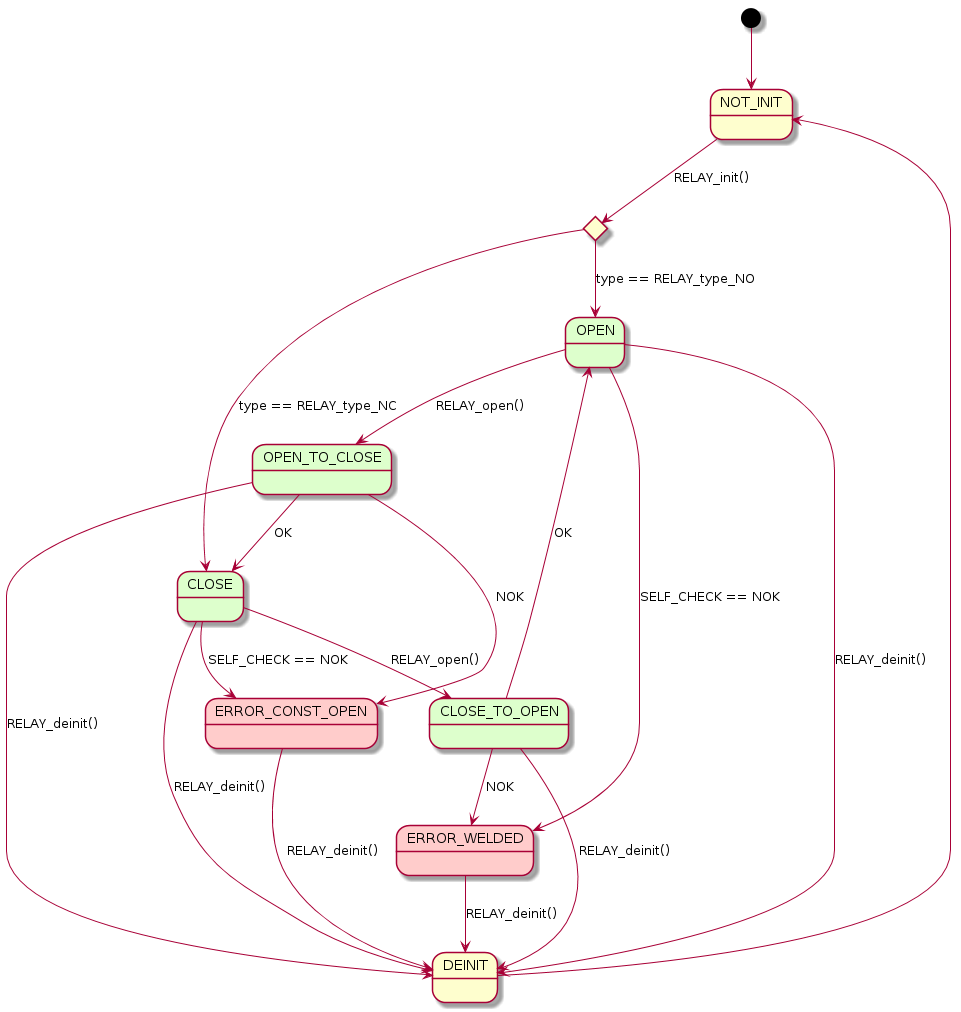 NOT_INIT
RELAY_init()
type == RELAY_type_NO
OPEN
type == RELAY_type_NC
RELAY_open()
OPEN_TO_CLOSE
OK
OK
CLOSE
NOK
SELF_CHECK == NOK
SELF_CHECK == NOK
RELAY_open()
RELAY_deinit()
ERROR_CONST_OPEN
CLOSE_TO_OPEN
RELAY_deinit()
RELAY_deinit()
NOK
ERROR_WELDED
RELAY_deinit()
RELAY_deinit()
RELAY_deinit()
DEINIT